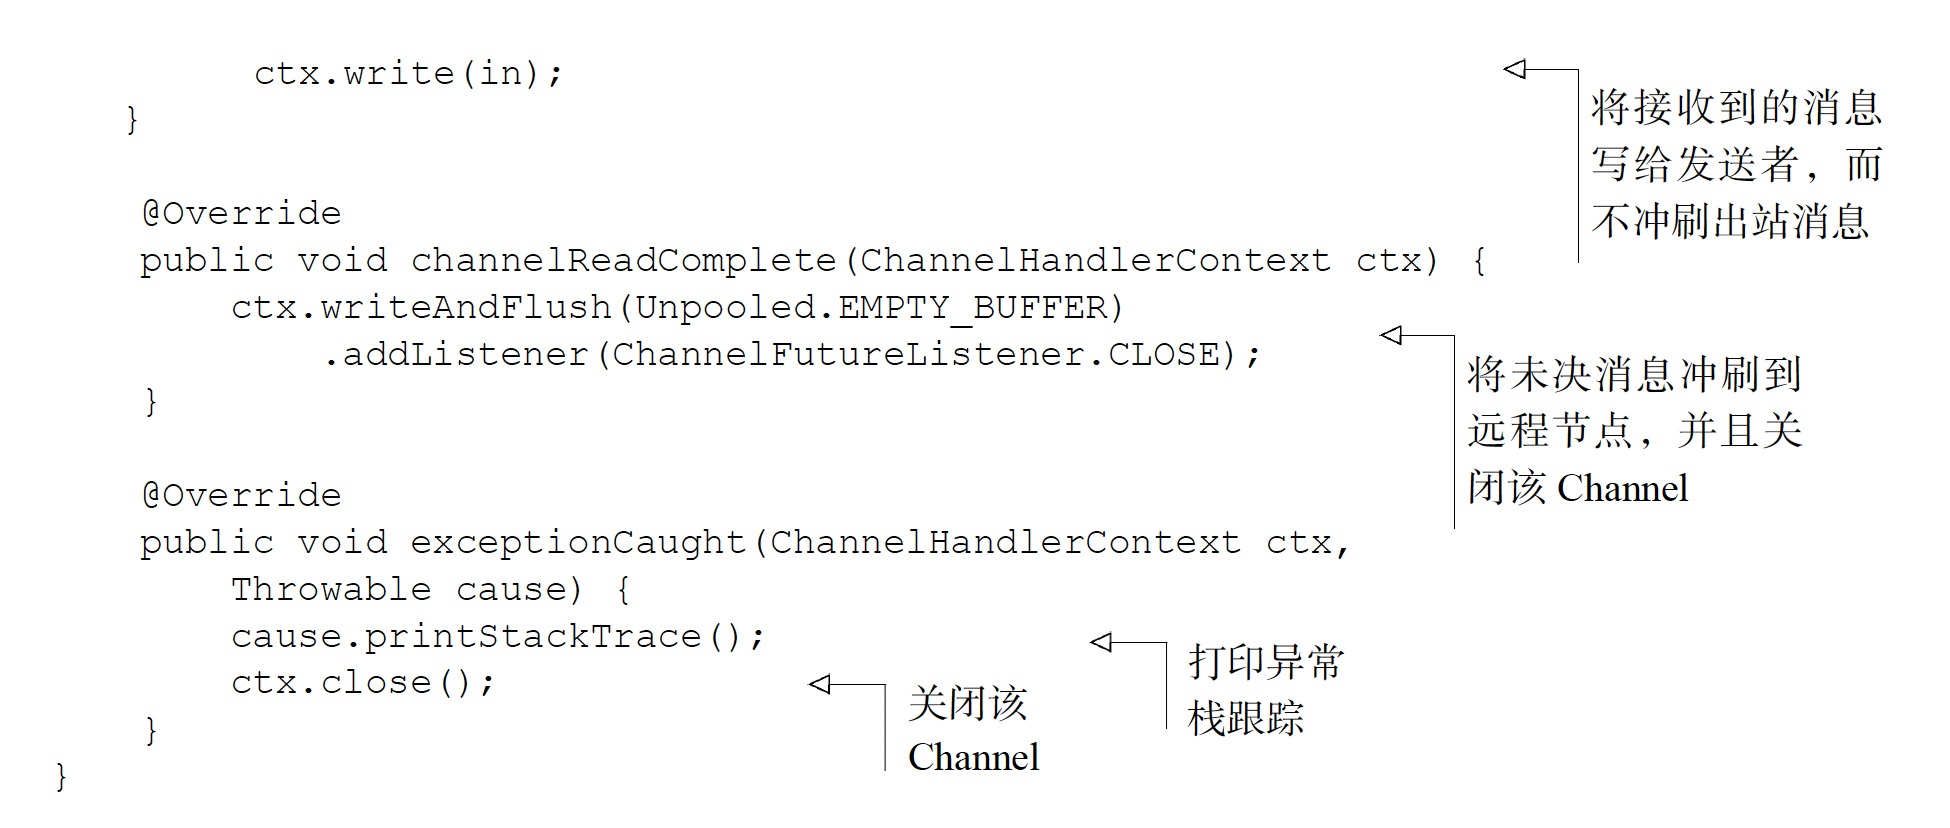 ctx.write(in);
}
将接收到的消息
写给发送者，而
不冲刷出站消息
@Override
public void channelReadComplete(ChannelHandlerContext ctx) {
ctx.writeAndFlush(Unpooled.EMPTY_BUFFER)
.addListener(ChannelFutureListener.CLOSE);
}
将未决消息冲刷到
远程节点，并且关
闭该 Channel
@Override
public void exceptionCaught(ChannelHandlerContext ctx,
Throwable cause) {
cause.printStackTrace();
打印异常
栈跟踪
ctx.close();
关闭该
Channel
}
}